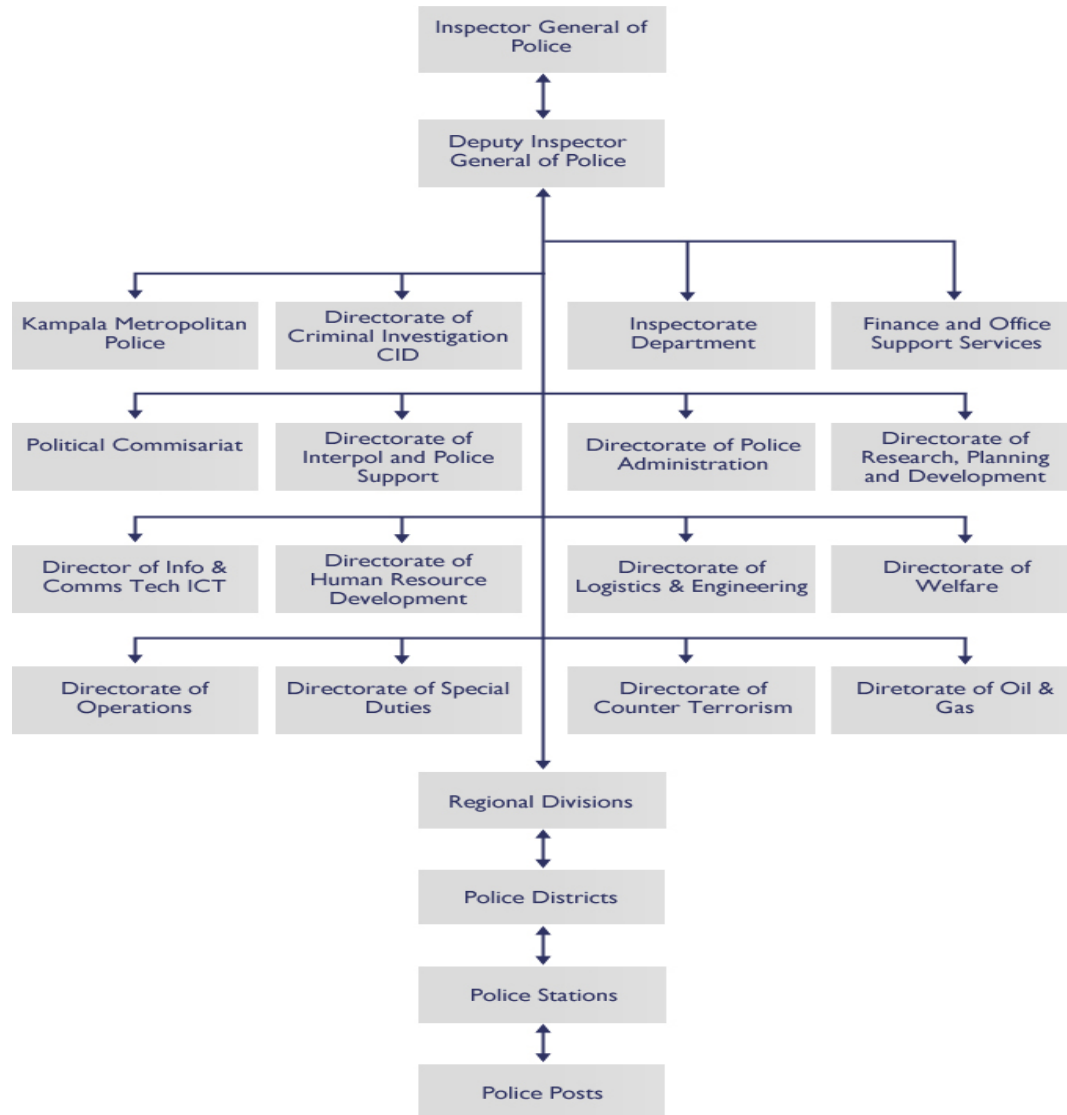 Inspector General of
Police
Deputy Inspector
General of Police
Kampala Metropolitan
Police
Directorate of
Criminal Investigation
CID
Inspectorate
Department
Finance and Office
Support Services
Political Commisariat
Directorate of
Interpol and Police
Support
Directorate of Police
Administration
Directorate of
Research, Planning
and Development
Director of Info &
Comms Tech ICT
Directorate of
Human Resource
Development
Directorate of
Logistics & Engineering
Directorate of
Welfare
Directorate of
Operations
Directorate of Special
Duties
Directorate of
Counter Terrorism
Diretorate of Oil &
Gas
Regional Divisions
Police Districts
Police Stations
Police Posts